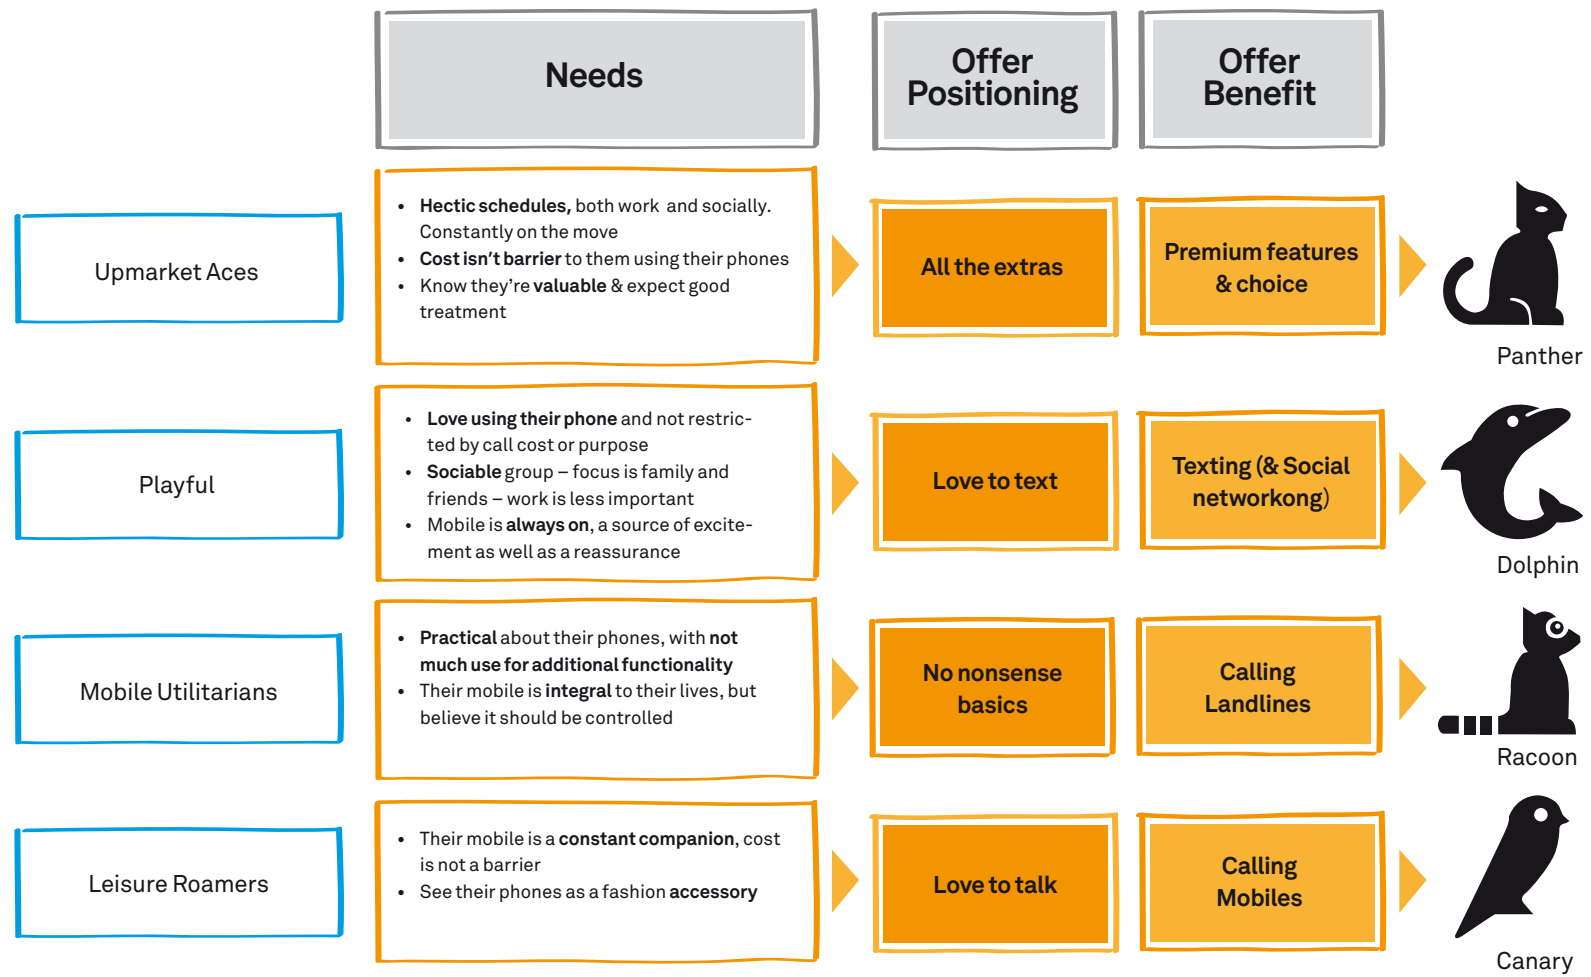 Needs
Offer
Positioning
Offer
Benefit
Upmarket Aces
• Hectic schedules, both work and socially.
Constantly on the move
• Cost isn't barrier to them using their phones
• Know they're valuable & expect good
treatment
All the extras
Premium features
& choice
Panther
Playful
• Love using their phone and not restric-
ted by call cost or purpose
• Sociable group – focus is family and
friends – work is less important
• Mobile is always on, a source of excite-
ment as well as a reassurance
Love to text
Texting (& Social
networkong)
Dolphin
Mobile Utilitarians
• Practical about their phones, with not
much use for additional functionality
• Their mobile is integral to their lives, but
believe it should be controlled
No nonsense
basics
Calling
Landlines
Racoon
Leisure Roamers
• Their mobile is a constant companion, cost
is not a barrier
• See their phones as a fashion accessory
Love to talk
Calling
Mobiles
Canary